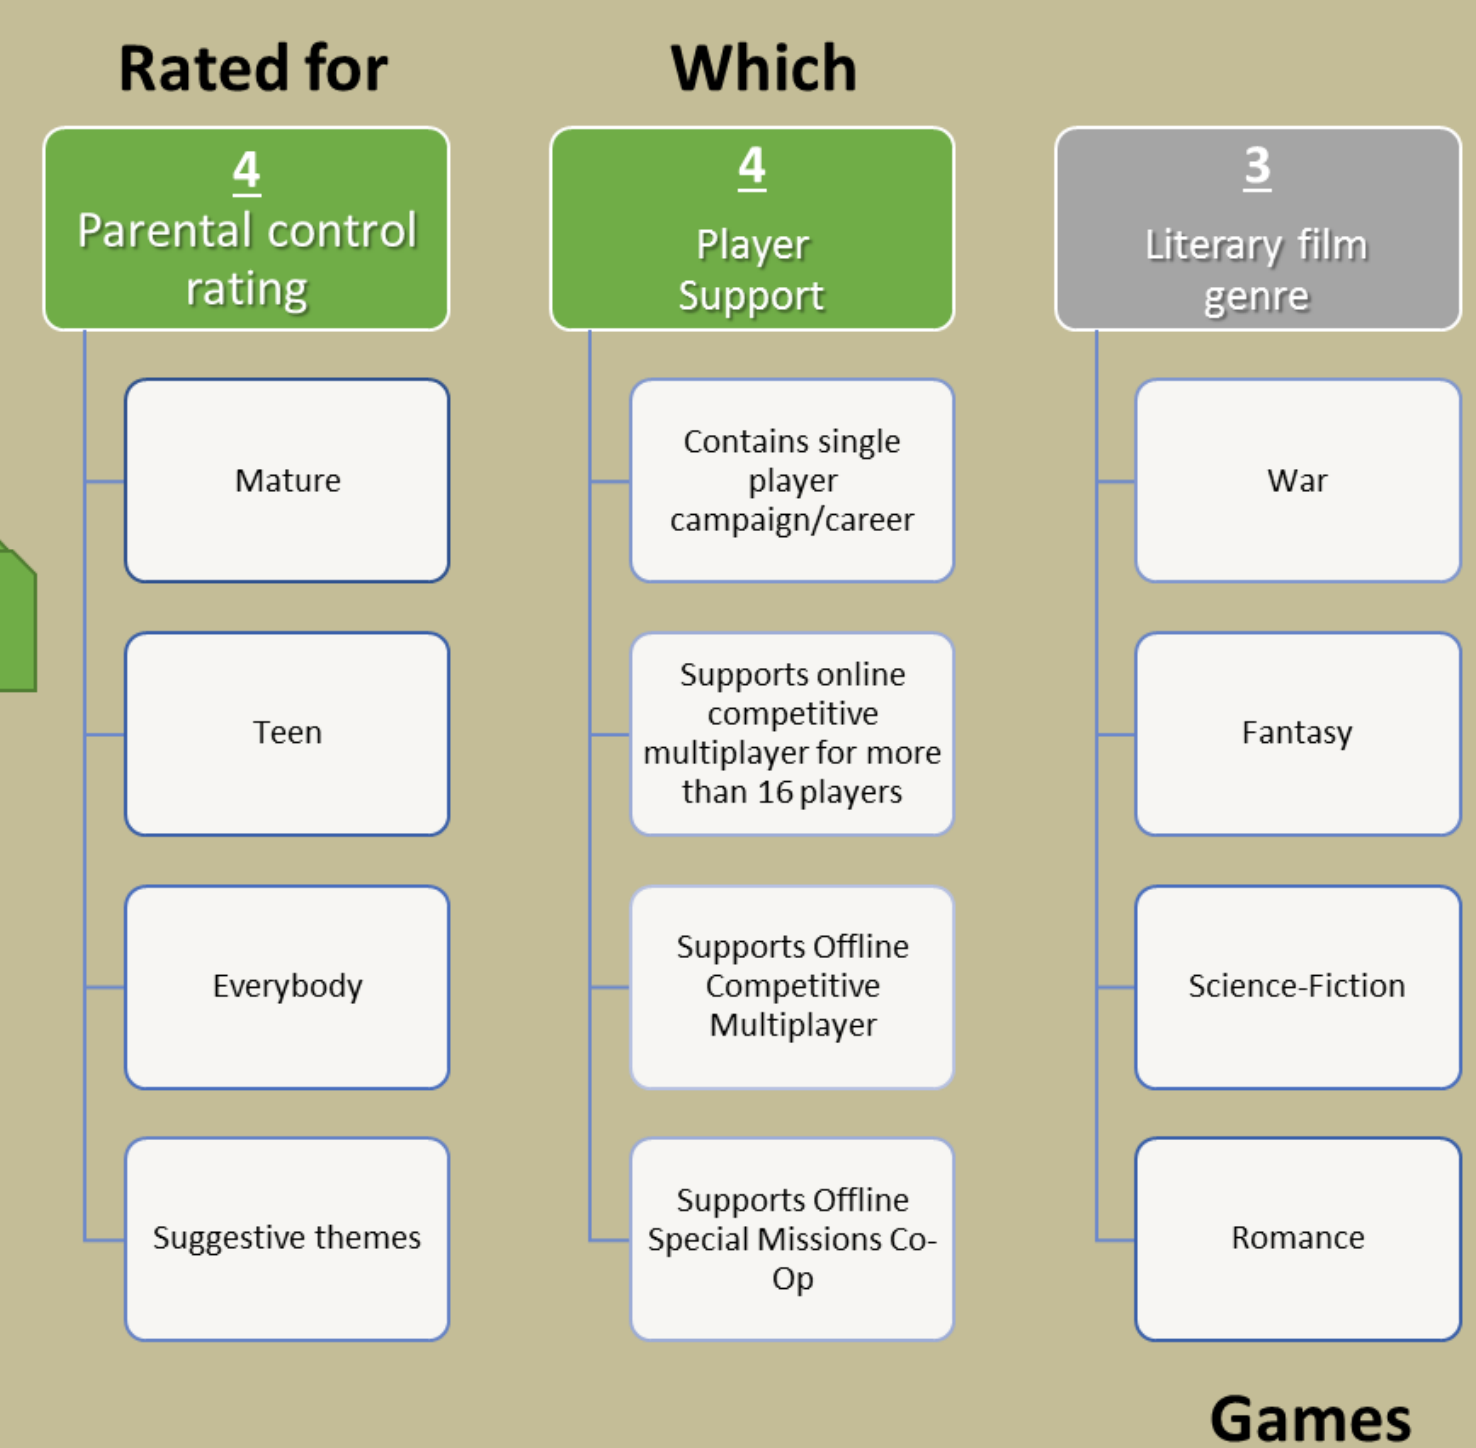 Rated for
Which
4
Parental control
rating
Mature
Teen
Everybody
Suggestive themes
4
Player
Support
Contains single
player
campaign/career
Supports online
competitive
multiplayer for more
than 16 players
Supports Offline
Competitive
Multiplayer
Supports Offline
Special Missions Co-
Op
3
Literary film
genre
War
Fantasy
Science-Fiction
Romance
Games